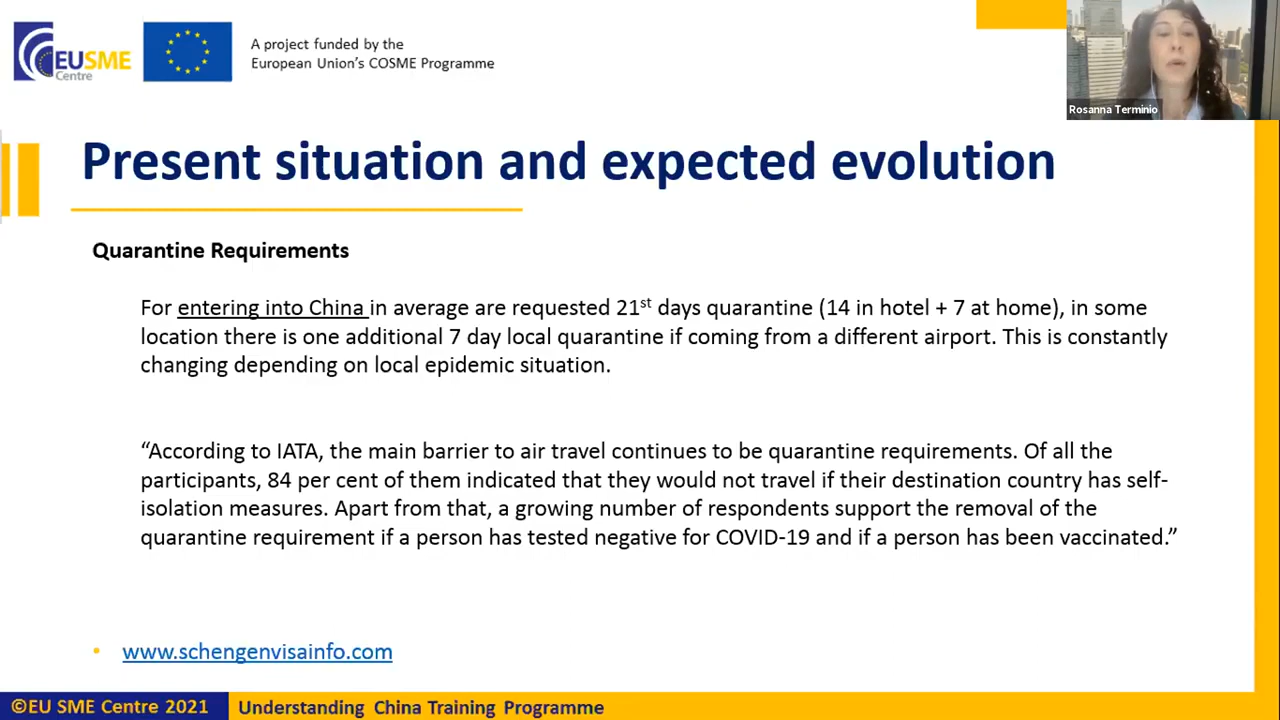 EUSME
Centre
A project funded by the
European Union's COSME Programme
Rosanna Terminio
Present situation and expected evolution
Quarantine Requirements
For entering into China in average are requested 21st days quarantine (14 in hotel + 7 at home), in some
location there is one additional 7 day local quarantine if coming from a different airport. This is constantly
changing depending on local epidemic situation.
“According to IATA, the main barrier to air travel continues to be quarantine requirements. Of all the
participants, 84 per cent of them indicated that they would not travel if their destination country has self-
isolation measures. Apart from that, a growing number of respondents support the removal of the
quarantine requirement if a person has tested negative for COVID-19 and if a person has been vaccinated.”
• www.schengenvisainfo.com
©EU SME Centre 2021
Understanding China Training Programme